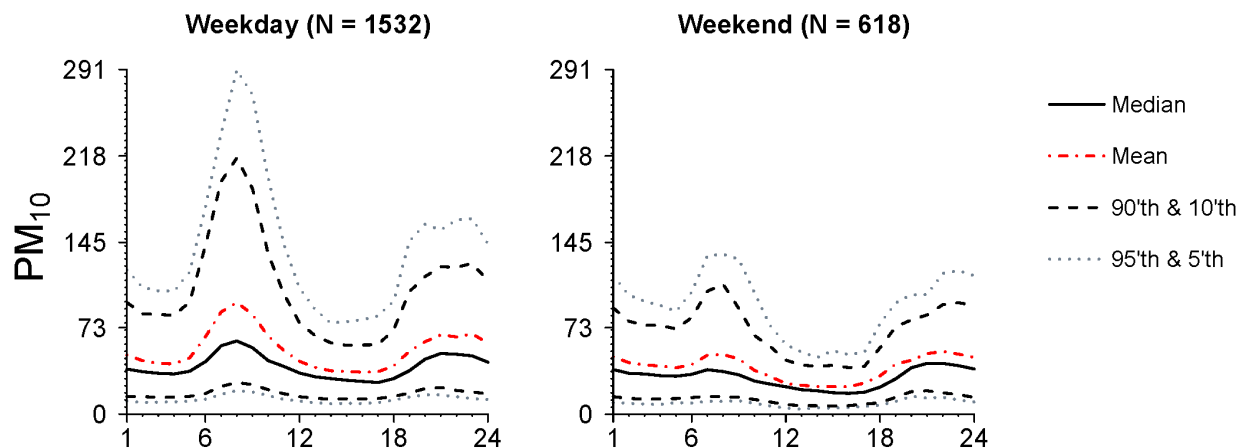 Weekday (N = 1532)
Weekend (N = 618)
PM10
291
218
145
73
0
1 6 12 18 24
291
218
145
73
0
1 6 12 18 24
Median
Mean
90'th & 10'th
95'th & 5'th